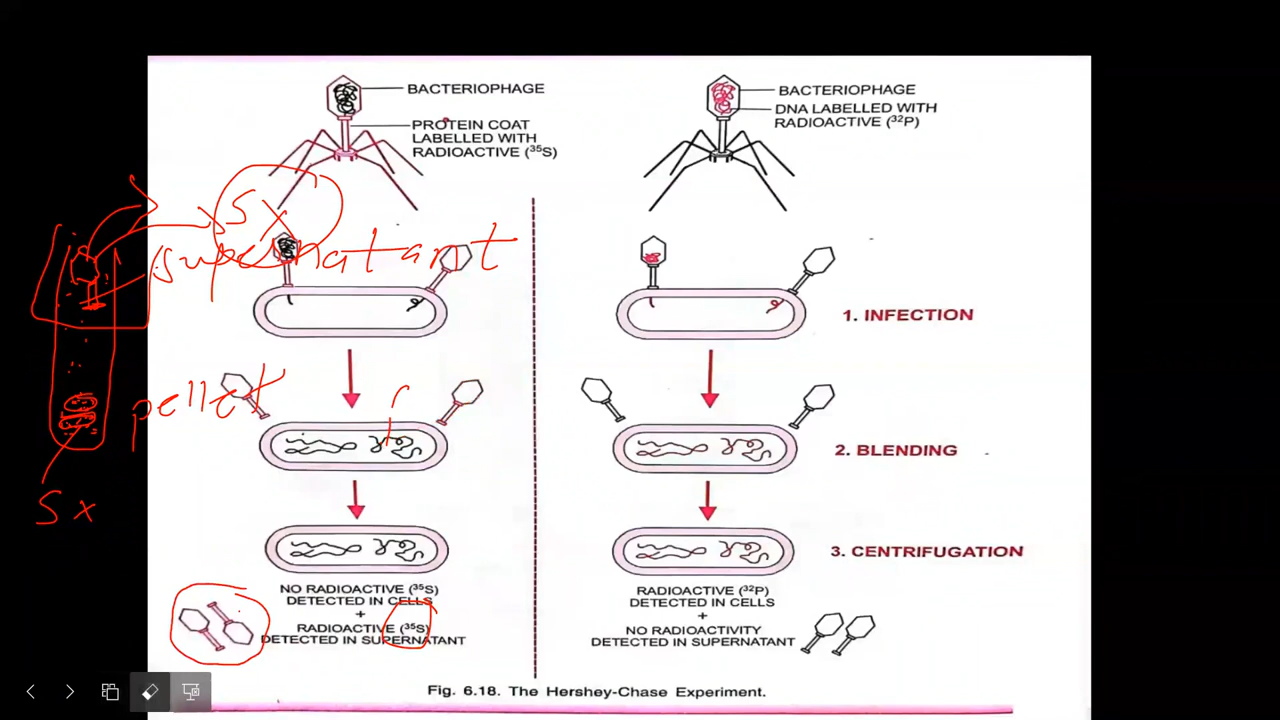 BACTERIOPHAGE
PROTEIN COAT
LABELLED WITH
RADIOACTIVE (³⁵S)
BACTERIOPHAGE
DNA LABELLED WITH
RADIOACTIVE (³²P)
S x
supernatant
1. INFECTION
pellet
2. BLENDING
S x
3. CENTRIFUGATION
NO RADIOACTIVE (³⁵S)
DETECTED IN CELLS
+
RADIOACTIVE (³⁵S)
DETECTED IN SUPERNATANT
RADIOACTIVE (³²P)
DETECTED IN CELLS
+
NO RADIOACTIVITY
DETECTED IN SUPERNATANT
Fig. 6.18. The Hershey-Chase Experiment.